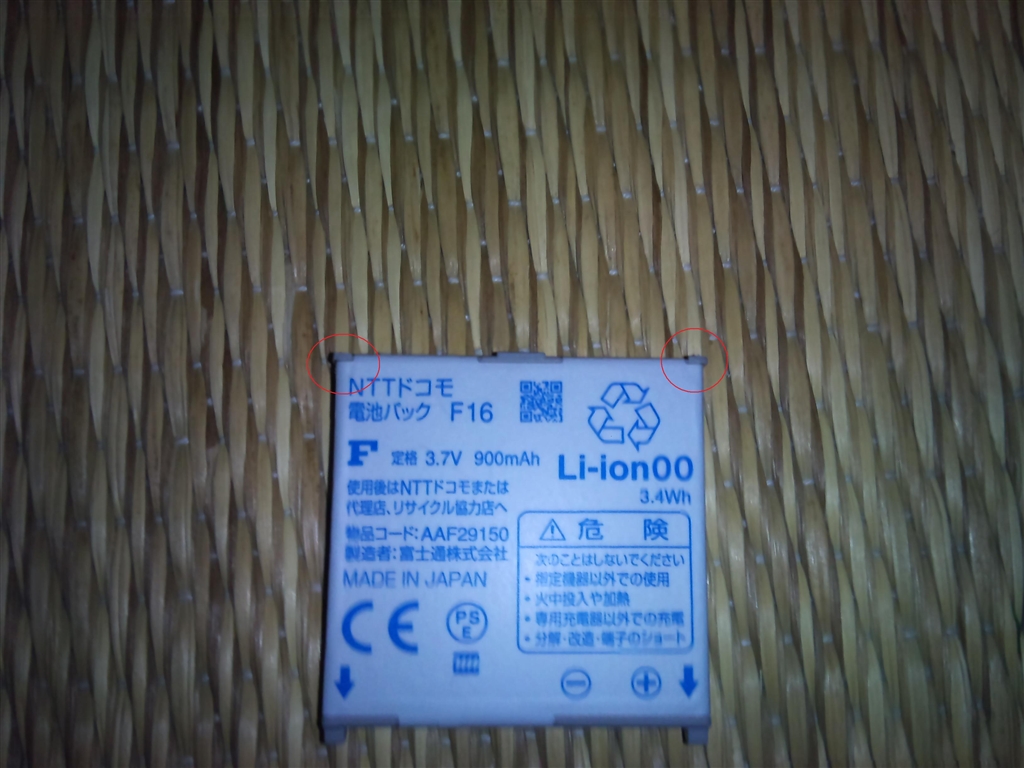 NTTドコモ
電池パック F16
F 定格 3.7V 900mAh
Li-ion00
3.4Wh
使用後はNTTドコモまたは
代理店、リサイクル協力店へ
物品コード:AAF29150
製造者:富士通株式会社
MADE IN JAPAN
CE
PS
E
⚠ 危険
次のことはしないでください
・指定機器以外での使用
・火中投入や加熱
・専用充電器以外での充電
・分解・改造・端子のショート